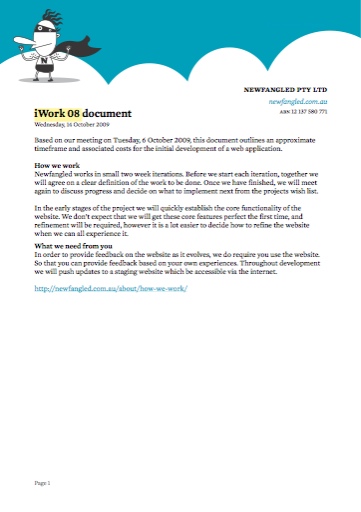 N
NEWFANGLED PTY LTD
newfangled.com.au
ABN 12 137 580 771
iWork 08 document
Wednesday, 14 October 2009
Based on our meeting on Tuesday, 6 October 2009, this document outlines an approximate
timeframe and associated costs for the initial development of a web application.
How we work
Newfangled works in small two week iterations. Before we start each iteration, together we
will agree on a clear definition of the work to be done. Once we have finished, we will meet
again to discuss progress and decide on what to implement next from the projects wish list.
In the early stages of the project we will quickly establish the core functionality of the
website. We don't expect that we will get these core features perfect the first time, and
refinement will be required, however it is a lot easier to decide how to refine the website
when we can all experience it.
What we need from you
In order to provide feedback on the website as it evolves, we do require you use the website.
So that you can provide feedback based on your own experiences. Throughout development
we will push updates to a staging website which be accessible via the internet.
http://newfangled.com.au/about/how-we-work/
Page 1